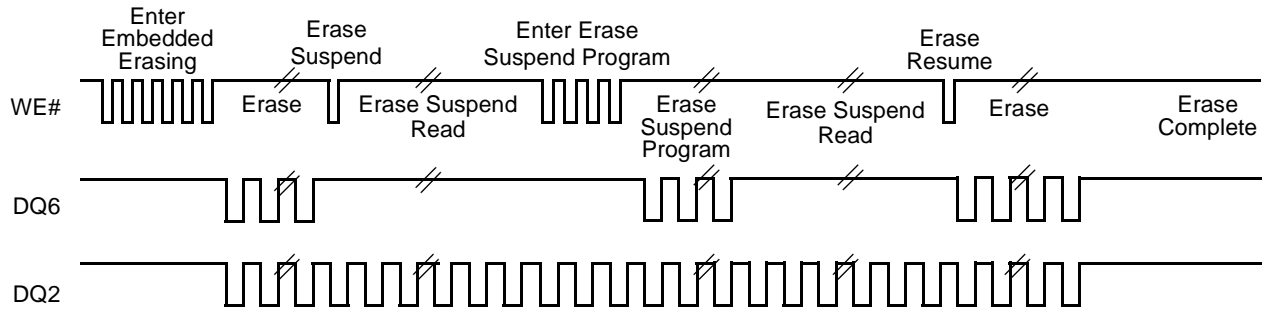 Enter
Embedded
Erasing
Erase
Suspend
Enter Erase
Suspend Program
Erase
Resume
WE#
Erase
Erase Suspend
Read
Erase
Suspend
Program
Erase Suspend
Read
Erase
Erase
Complete
DQ6
DQ2